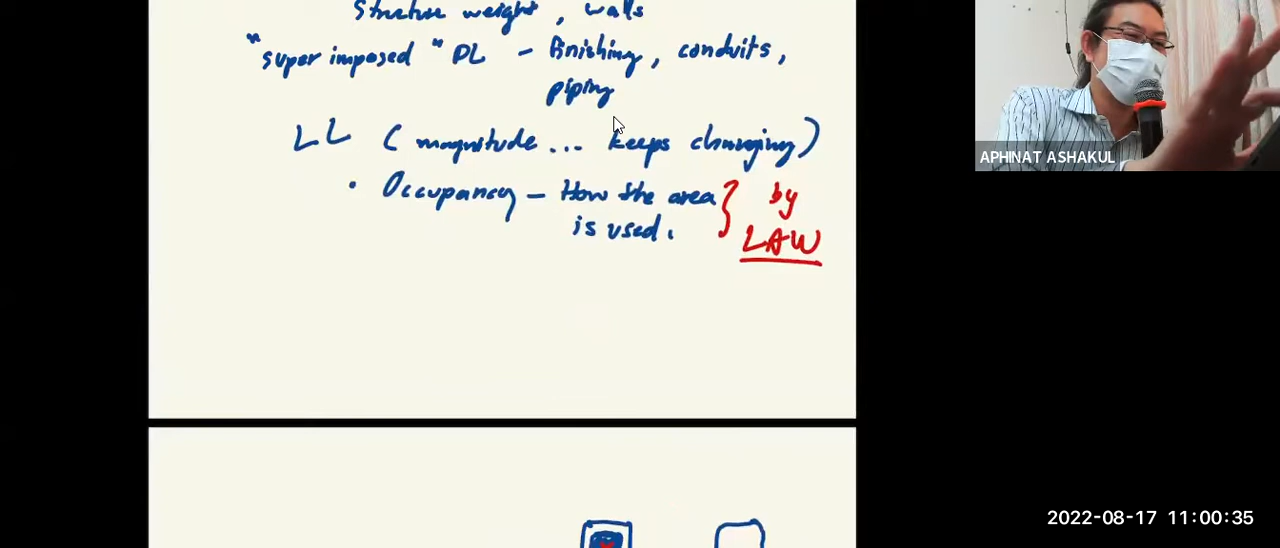 Structure weight, walls
"super imposed" DL - finishing, conduits,
piping
LL (magnitude... keeps changing)
• Occupancy - How the area
is used.
by
LAW
APHINAT ASHAKUL
2022-08-17 11:00:35